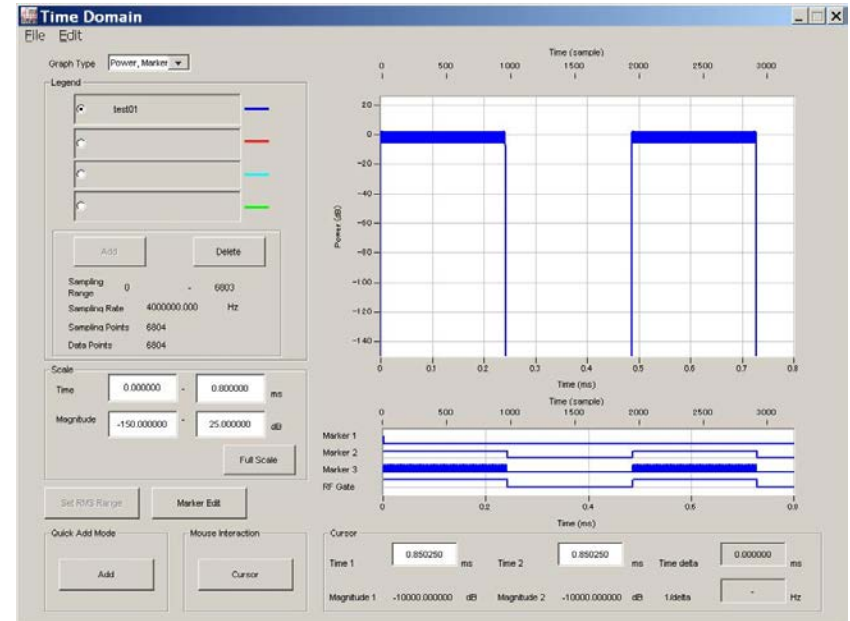 Time Domain
File Edit
Graph Type Power, Marker
Legend
test01
Add Delete
Sampling Range 0 - 6803
Sampling Rate 4000000.000 Hz
Sampling Points 6804
Data Points 6804
Scale
Time 0.000000 - 0.800000 ms
Magnitude -150.000000 - 25.000000 dB
Full Scale
Set RMS Range Marker Edit
Quick Add Mode
Add
Mouse Interaction
Cursor
Time (sample)
0 500 1000 1500 2000 2500 3000
Power (dB)
20
0
-20
-40
-60
-80
-100
-120
-140
0 0.1 0.2 0.3 0.4 0.5 0.6 0.7 0.8
Time (ms)
Time (sample)
0 500 1000 1500 2000 2500 3000
Marker 1
Marker 2
Marker 3
RF Gate
0 0.2 0.4 0.6 0.8
Time (ms)
Cursor
Time 1 0.850250 ms Time 2 0.850250 ms Time delta 0.000000 ms
Magnitude 1 -10000.000000 dB Magnitude 2 -10000.000000 dB 1/delta - Hz